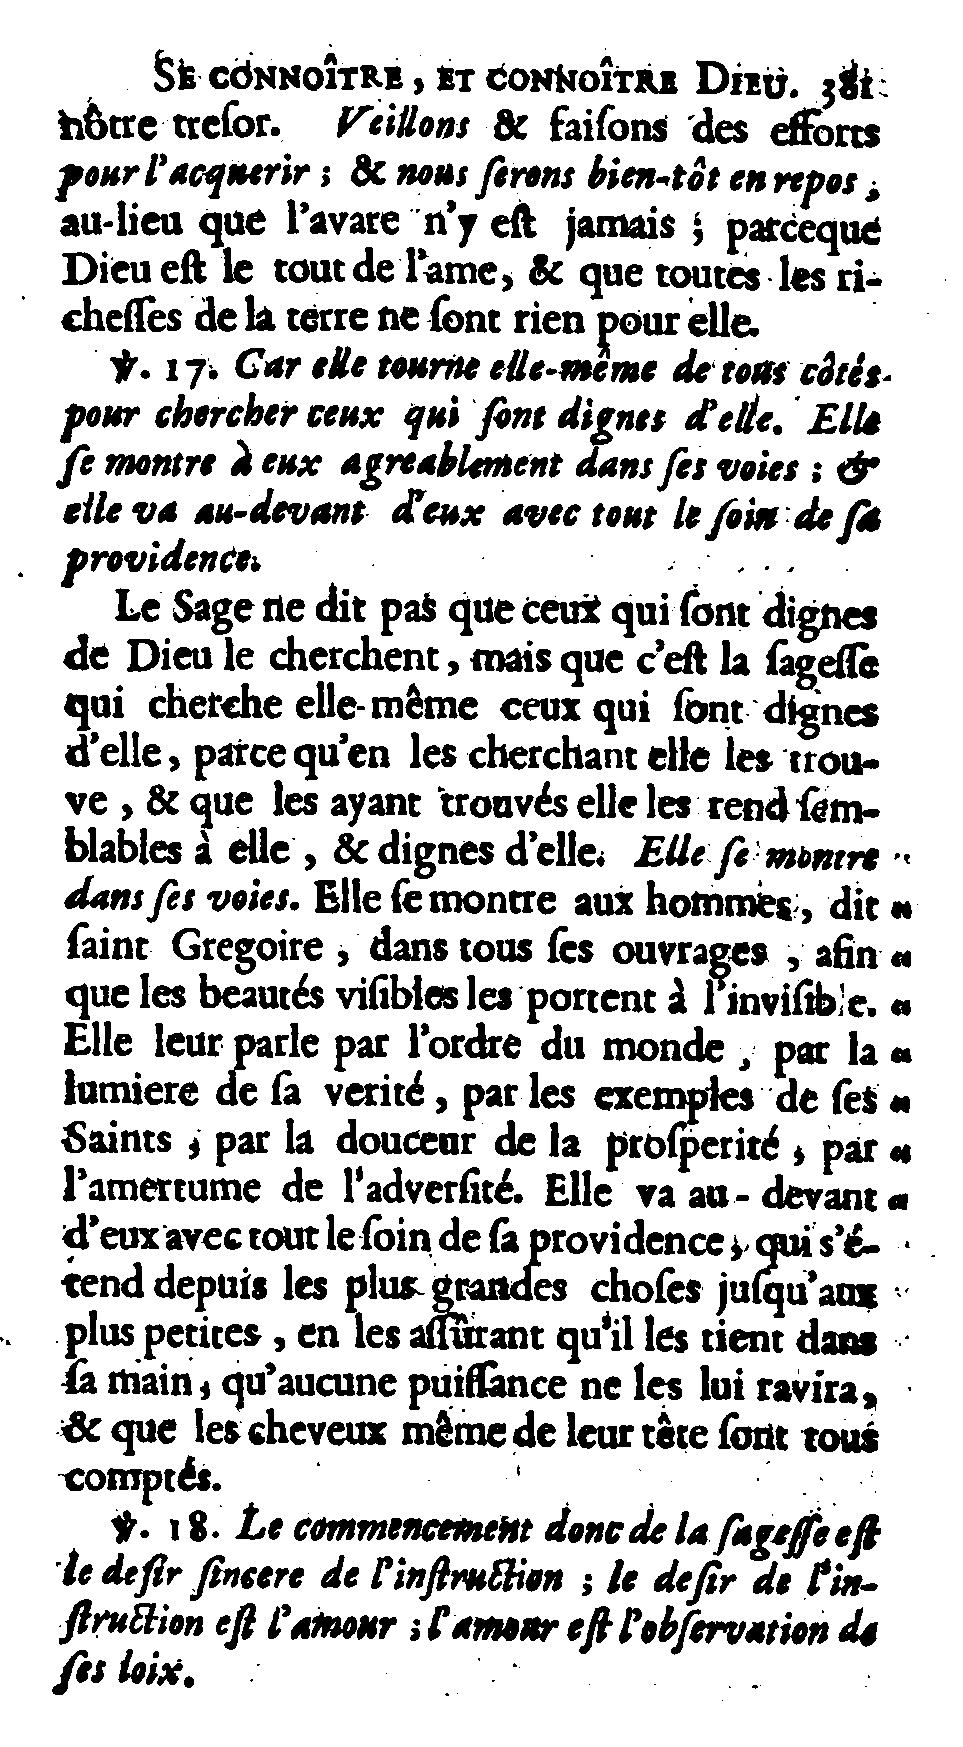 SE CONNOÎTRE, ET CONNOÎTRE DIEU. 381
nôtre treſor. Veillons & faiſons des efforts
pour l'acquerir; & nous ſerons bien-tôt en repos,
au-lieu que l'avare n'y eſt jamais; parceque
Dieu eſt le tout de l'ame, & que toutes les ri-
cheſſes de la terre ne ſont rien pour elle.
℣. 17. Car elle tourne elle-même de tous côtés
pour chercher ceux qui ſont dignes d'elle. Elle
ſe montre à eux agreablement dans ſes voies; &
elle va au-devant d'eux avec tout le ſoin de ſa
providence.
Le Sage ne dit pas que ceux qui ſont dignes
de Dieu le cherchent, mais que c'eſt la ſageſſe
qui cherche elle-même ceux qui ſont dignes
d'elle, parce qu'en les cherchant elle les trou-
ve, & que les ayant trouvés elle les rend ſem-
blables à elle, & dignes d'elle. Elle ſe montre "
dans ſes voies. Elle ſe montre aux hommes, dit "
ſaint Gregoire, dans tous ſes ouvrages, afin "
que les beautés viſibles les portent à l'inviſible. "
Elle leur parle par l'ordre du monde, par la "
lumiere de ſa verité, par les exemples de ſes "
Saints, par la douceur de la proſperité, par "
l'amertume de l'adverſité. Elle va au-devant "
d'eux avec tout le ſoin de ſa providence, qui s'é-
tend depuis les plus grandes choſes juſqu'aux "
plus petites, en les aſſûrant qu'il les tient dans "
ſa main, qu'aucune puiſſance ne les lui ravira,
& que les cheveux même de leur tête ſont tous
comptés.
℣. 18. Le commencement donc de la ſageſſe eſt
le deſir ſincere de l'inſtruction; le deſir de l'in-
ſtruction eſt l'amour; l'amour eſt l'obſervation de
ſes loix.